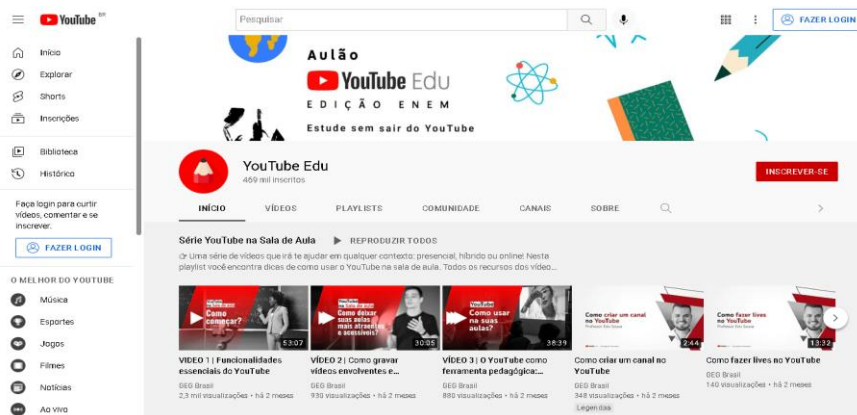 YouTube BR
Pesquisar
FAZER LOGIN
Início
Explorar
Shorts
Inscrições
Biblioteca
Histórico
Faça login para curtir
vídeos, comentar e se
inscrever.
FAZER LOGIN
O MELHOR DO YOUTUBE
Música
Esportes
Jogos
Filmes
Notícias
Ao vivo
Aulão
YouTube Edu
EDIÇÃO ENEM
Estude sem sair do YouTube
YouTube Edu
469 mil inscritos
INSCREVER-SE
INÍCIO VÍDEOS PLAYLISTS COMUNIDADE CANAIS SOBRE
Série YouTube na Sala de Aula REPRODUZIR TODOS
Uma série de vídeos que irá te ajudar em qualquer contexto: presencial, híbrido ou online! Nesta
playlist você encontra dicas de como usar o YouTube na sala de aula. Todos os recursos dos vídeo...
Como
começar?
53:07
VIDEO 1 | Funcionalidades
essenciais do YouTube
GEG Brasil
2,3 mil visualizações • há 2 meses
Como deixar
suas aulas
mais atraentes
e acessíveis?
30:05
VÍDEO 2 | Como gravar
vídeos envolventes e...
GEG Brasil
930 visualizações • há 2 meses
YouTube
Como usar
na suas
aulas?
38:39
VÍDEO 3 | O YouTube como
ferramenta pedagógica:...
GEG Brasil
880 visualizações • há 2 meses
Como criar um canal
no YouTube
2:44
Como criar um canal no
YouTube
GEG Brasil
348 visualizações • há 2 meses
Legendas
Como fazer lives
no YouTube
13:32
Como fazer lives no YouTube
GEG Brasil
140 visualizações • há 2 meses